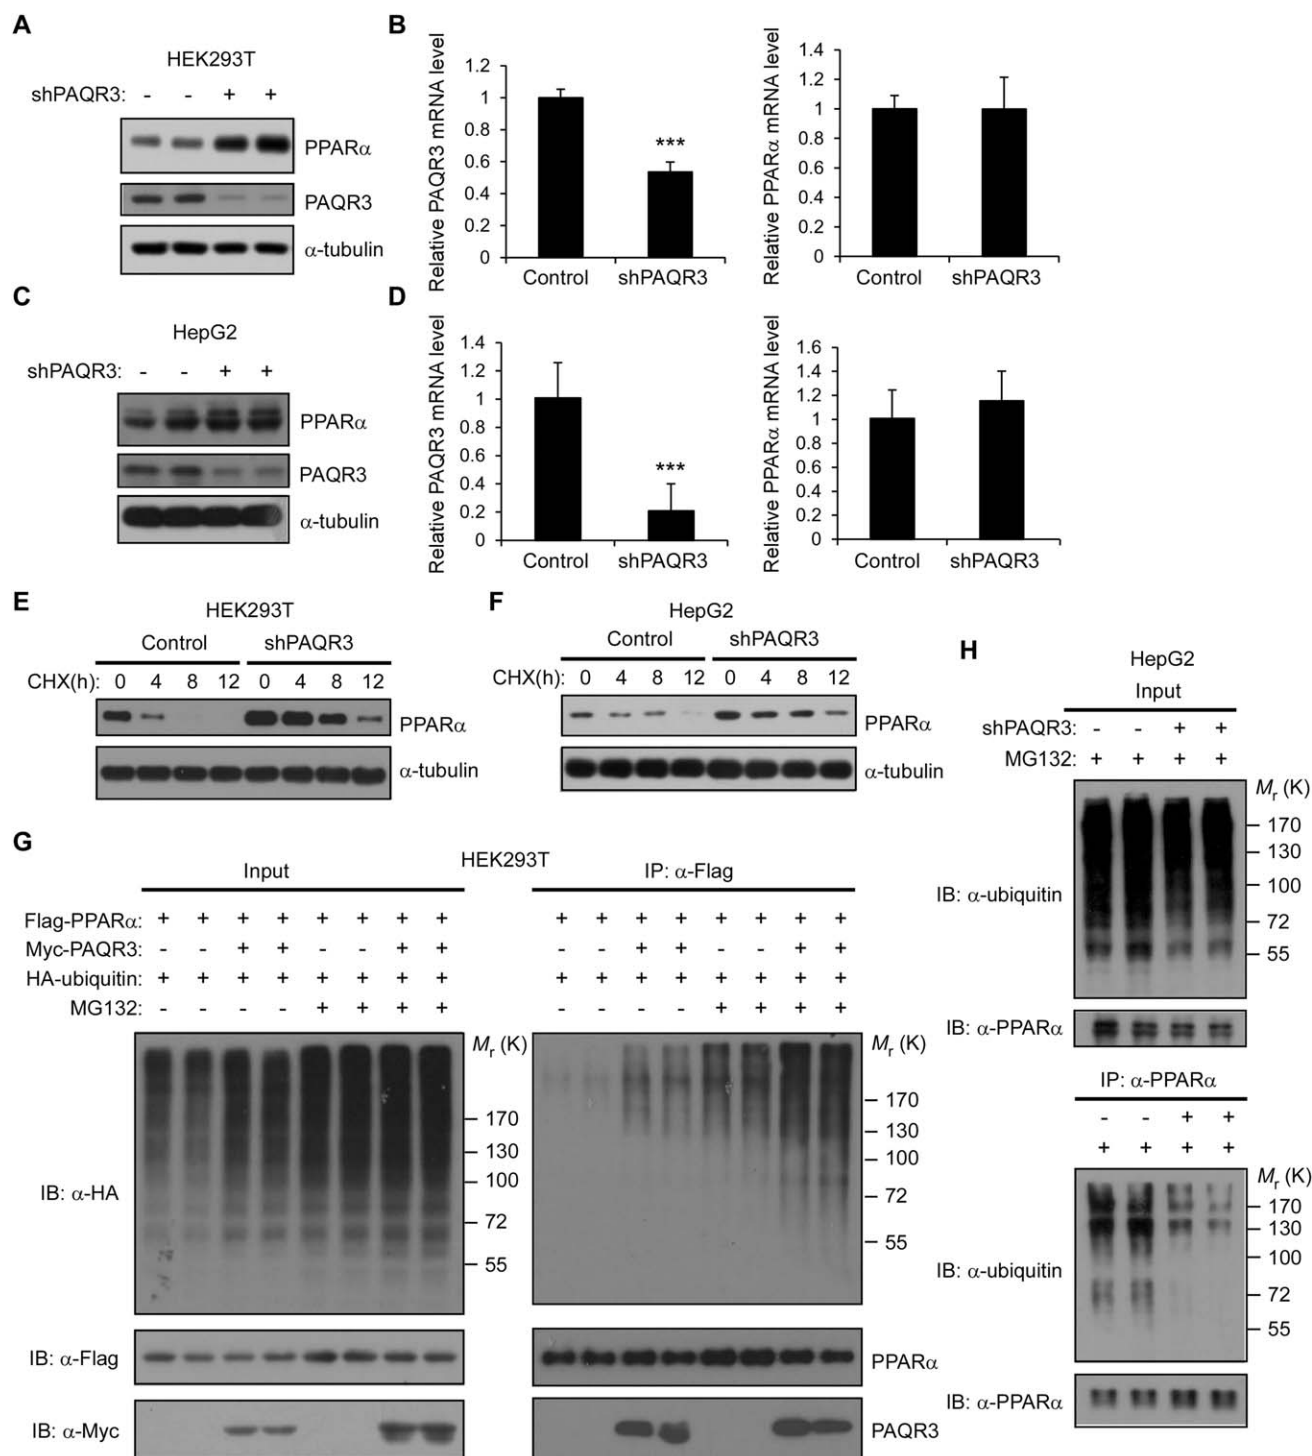 A
HEK293T
shPAQR3: - - + +
PPARα
PAQR3
α-tubulin
B
Relative PAQR3 mRNA level
1.2
1
0.8
0.6
0.4
0.2
0
***
Control shPAQR3
Relative PPARα mRNA level
1.4
1.2
1
0.8
0.6
0.4
0.2
0
Control shPAQR3
C
HepG2
shPAQR3: - - + +
PPARα
PAQR3
α-tubulin
D
Relative PAQR3 mRNA level
1.4
1.2
1
0.8
0.6
0.4
0.2
0
***
Control shPAQR3
Relative PPARα mRNA level
1.6
1.4
1.2
1
0.8
0.6
0.4
0.2
0
Control shPAQR3
E
HEK293T
Control shPAQR3
CHX(h): 0 4 8 12 0 4 8 12
PPARα
α-tubulin
F
HepG2
Control shPAQR3
CHX(h): 0 4 8 12 0 4 8 12
PPARα
α-tubulin
G
HEK293T
Input
IP: α-Flag
Flag-PPARα: + + + + + + + + + + + + + + + +
Myc-PAQR3: - - + + - - + + - - + + - - + +
HA-ubiquitin: + + + + + + + + + + + + + + + +
MG132: - - - - + + + + - - - - + + + +
Mr (K)
170
130
100
72
55
IB: α-HA
Mr (K)
170
130
100
72
55
IB: α-Flag
PPARα
IB: α-Myc
PAQR3
H
HepG2
Input
shPAQR3: - - + +
MG132: + + + +
Mr (K)
170
130
100
72
55
IB: α-ubiquitin
IB: α-PPARα
IP: α-PPARα
- - + +
+ + + +
Mr (K)
170
130
100
72
55
IB: α-ubiquitin
IB: α-PPARα